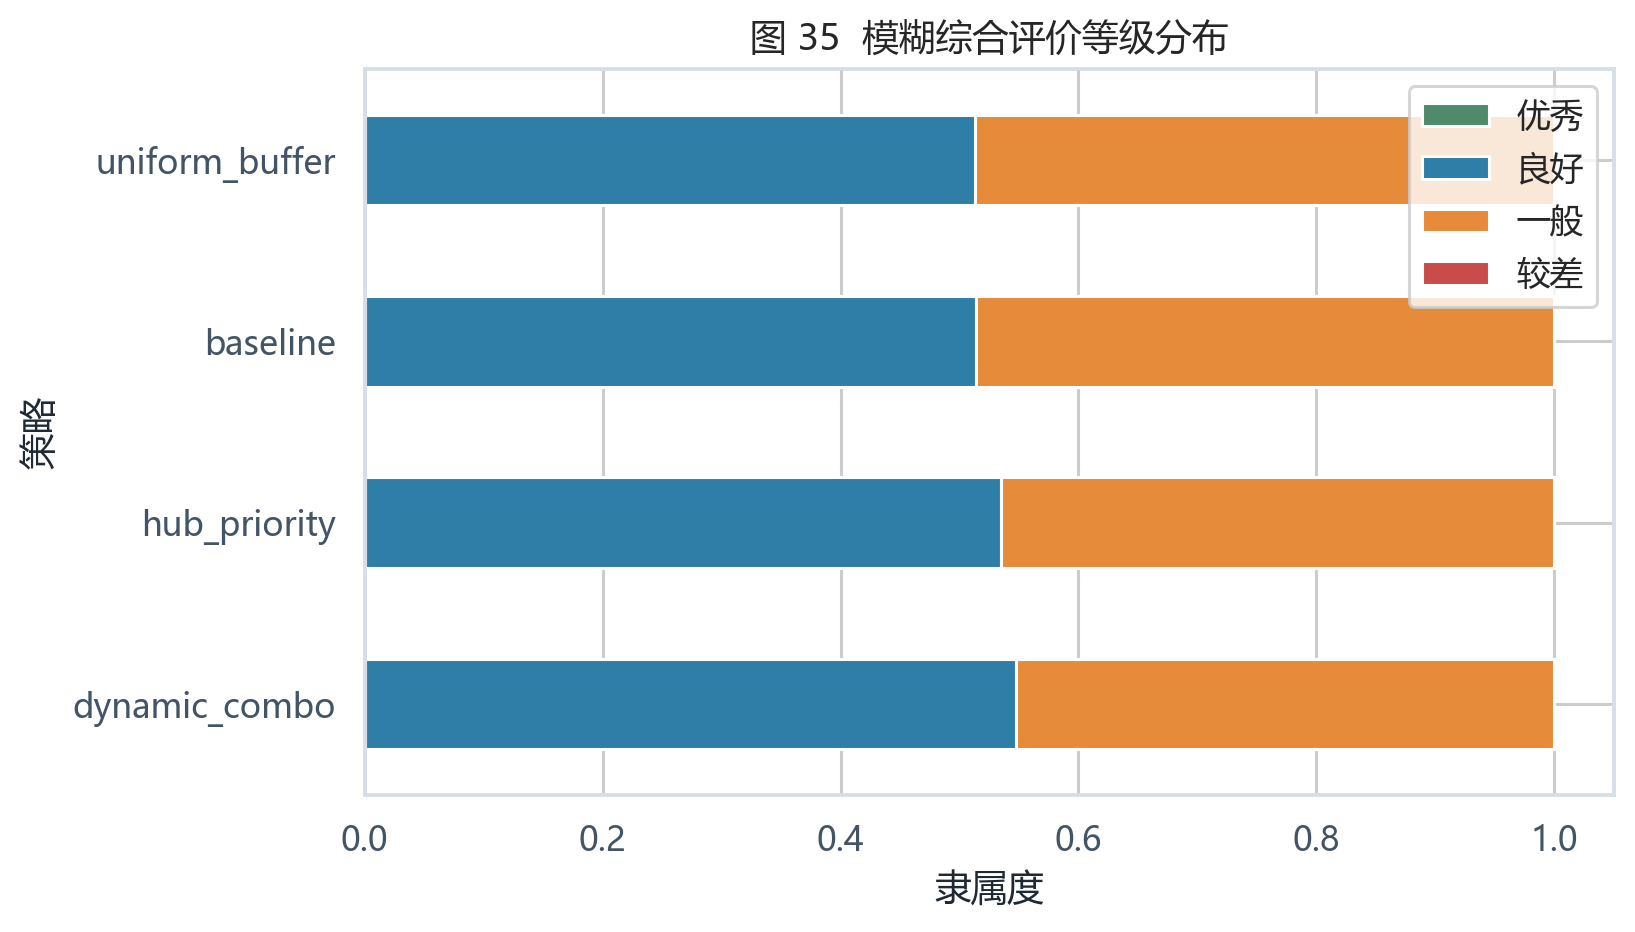 图 35 模糊综合评价等级分布
优秀
良好
一般
较差
uniform_buffer
baseline
hub_priority
dynamic_combo
策略
0.0 0.2 0.4 0.6 0.8 1.0
隶属度